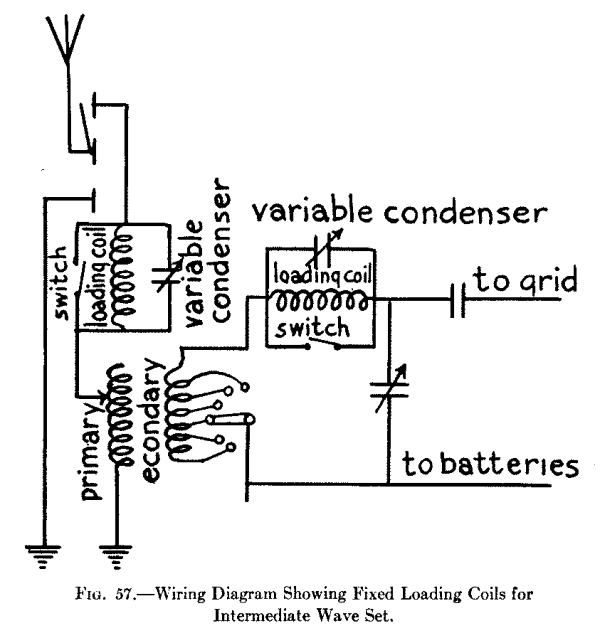 variable condenser
loading coil
switch
to grid
switch
loading coil
variable
condenser
primary
econdary
to batteries
FIG. 57.—Wiring Diagram Showing Fixed Loading Coils for
Intermediate Wave Set.